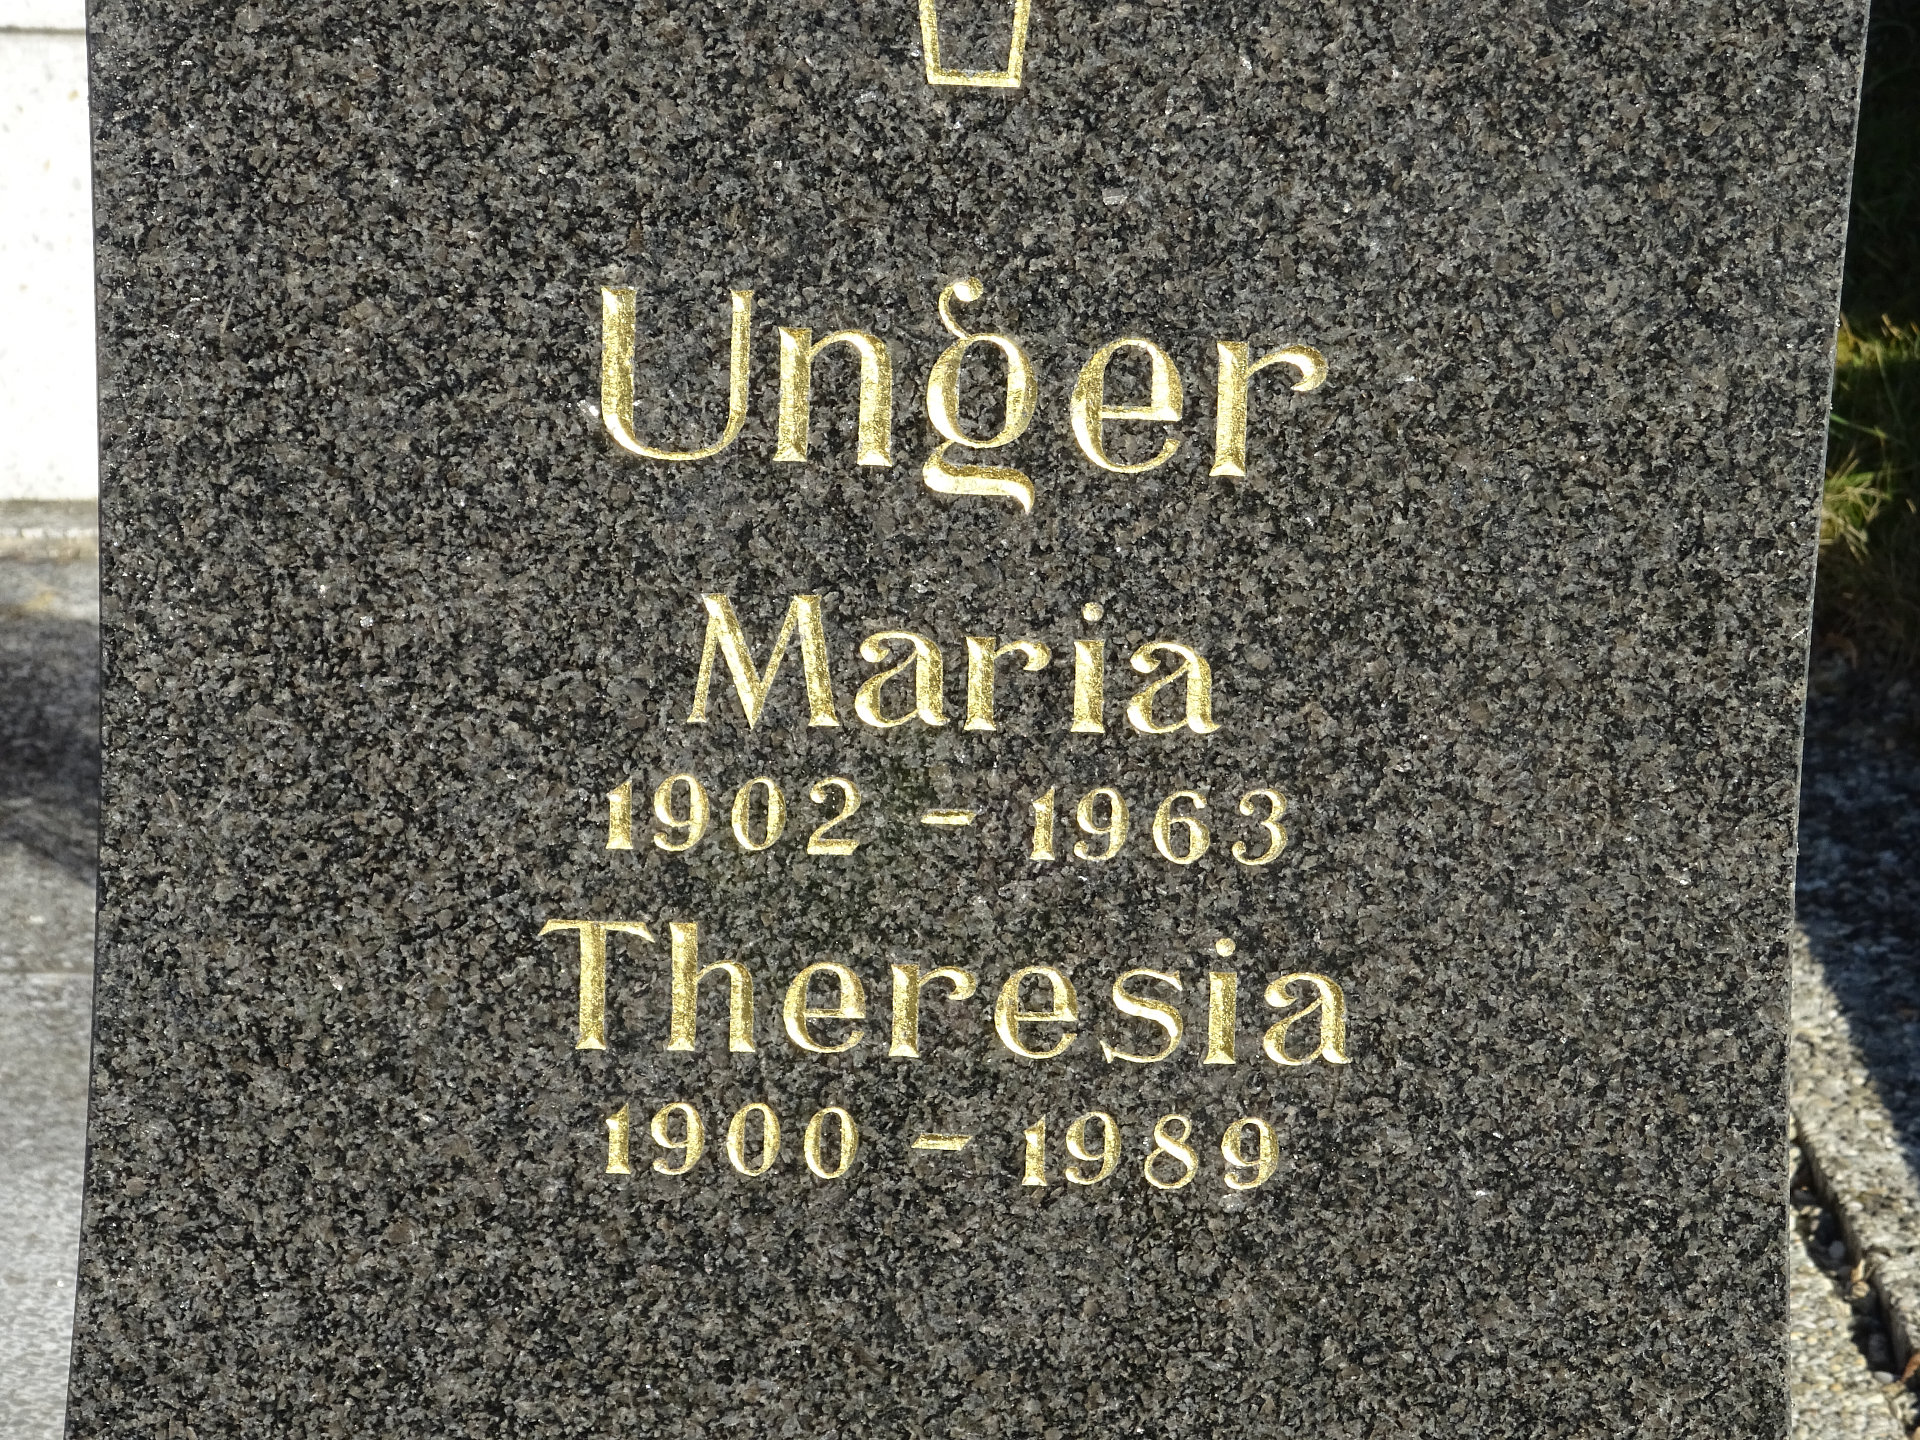 Unger
Maria
1902 - 1963
Theresia
1900 - 1989